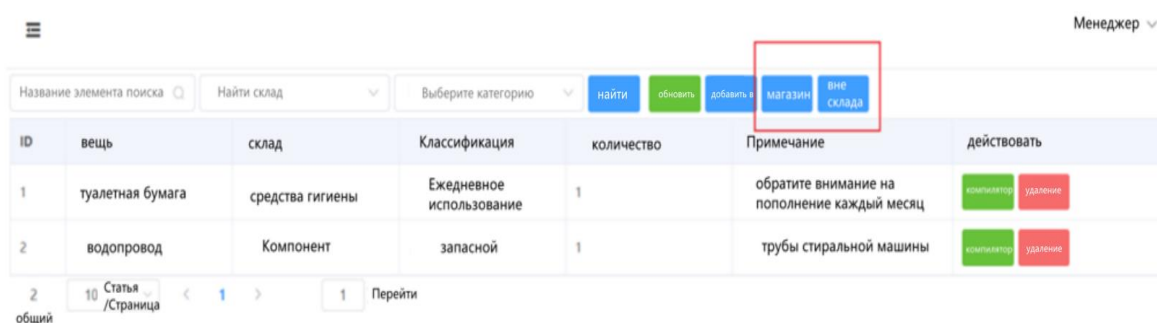 Менеджер
Название элемента поиска Найти склад Выберите категорию найти обновить добавить в магазин вне склада
ID вещь склад Классификация количество Примечание действовать
1 туалетная бумага средства гигиены Ежедневное использование 1 обратите внимание на пополнение каждый месяц компилятор удаление
2 водопровод Компонент запасной 1 трубы стиральной машины компилятор удаление
2 общий 10 Статья /Страница < 1 > 1 Перейти